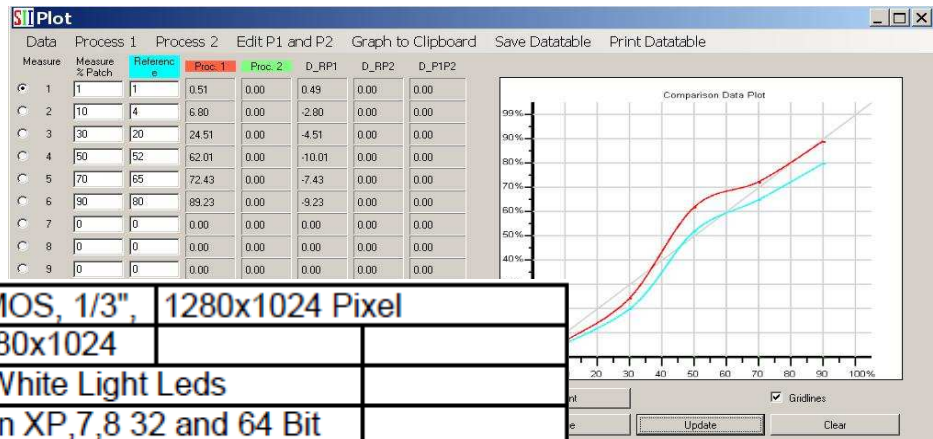 SII Plot
Data Process 1 Process 2 Edit P1 and P2 Graph to Clipboard Save Datatable Print Datatable
Measure Measure % Patch Reference Proc. 1 Proc. 2 D_RP1 D_RP2 D_P1P2
1 1 1 0.51 0.00 0.49 0.00 0.00
2 10 4 6.80 0.00 -2.80 0.00 0.00
3 30 20 24.51 0.00 -4.51 0.00 0.00
4 50 52 62.01 0.00 -10.01 0.00 0.00
5 70 65 72.43 0.00 -7.43 0.00 0.00
6 90 80 89.23 0.00 -9.23 0.00 0.00
7 0 0 0.00 0.00 0.00 0.00 0.00
8 0 0 0.00 0.00 0.00 0.00 0.00
9 0 0 0.00 0.00 0.00 0.00 0.00
Comparison Data Plot
99%
90%
80%
70%
60%
50%
40%
20 30 40 50 60 70 80 90 100%
MOS, 1/3", 1280x1024 Pixel
80x1024
White Light Leds
n XP,7,8 32 and 64 Bit
nt
Gridlines
e
Update
Clear